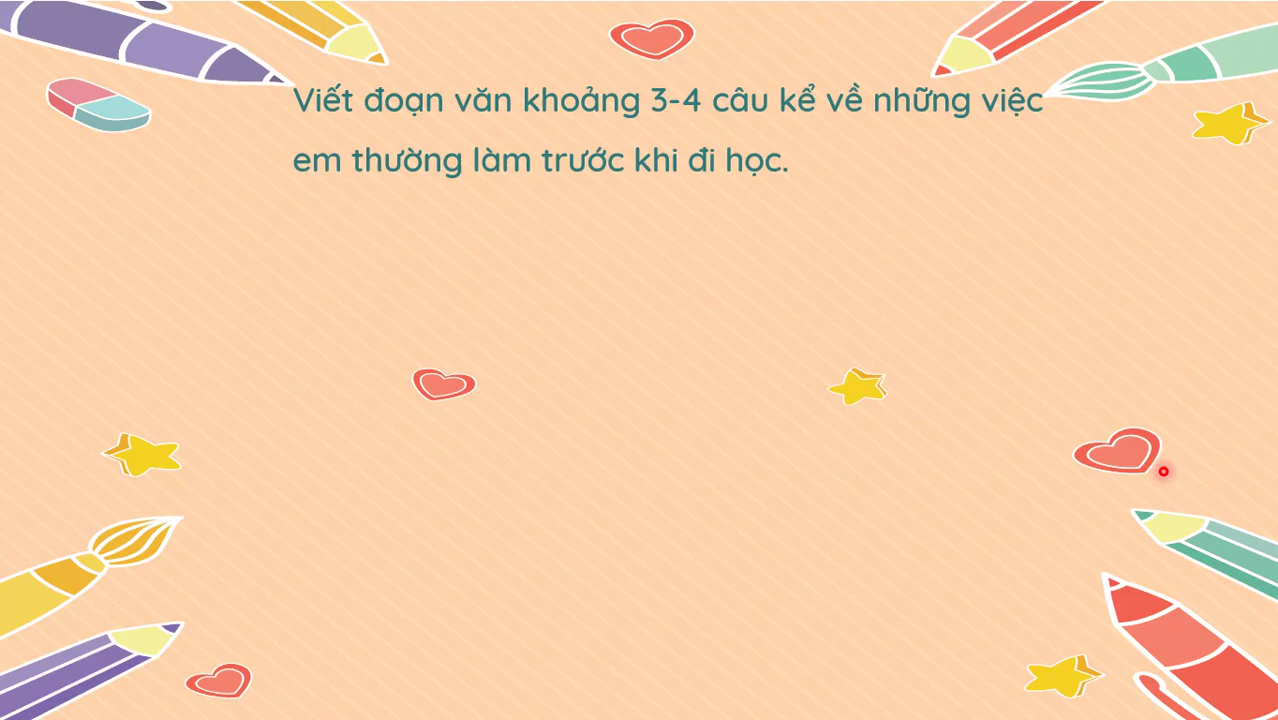 Viết đoạn văn khoảng 3-4 câu kể về những việc
em thường làm trước khi đi học.